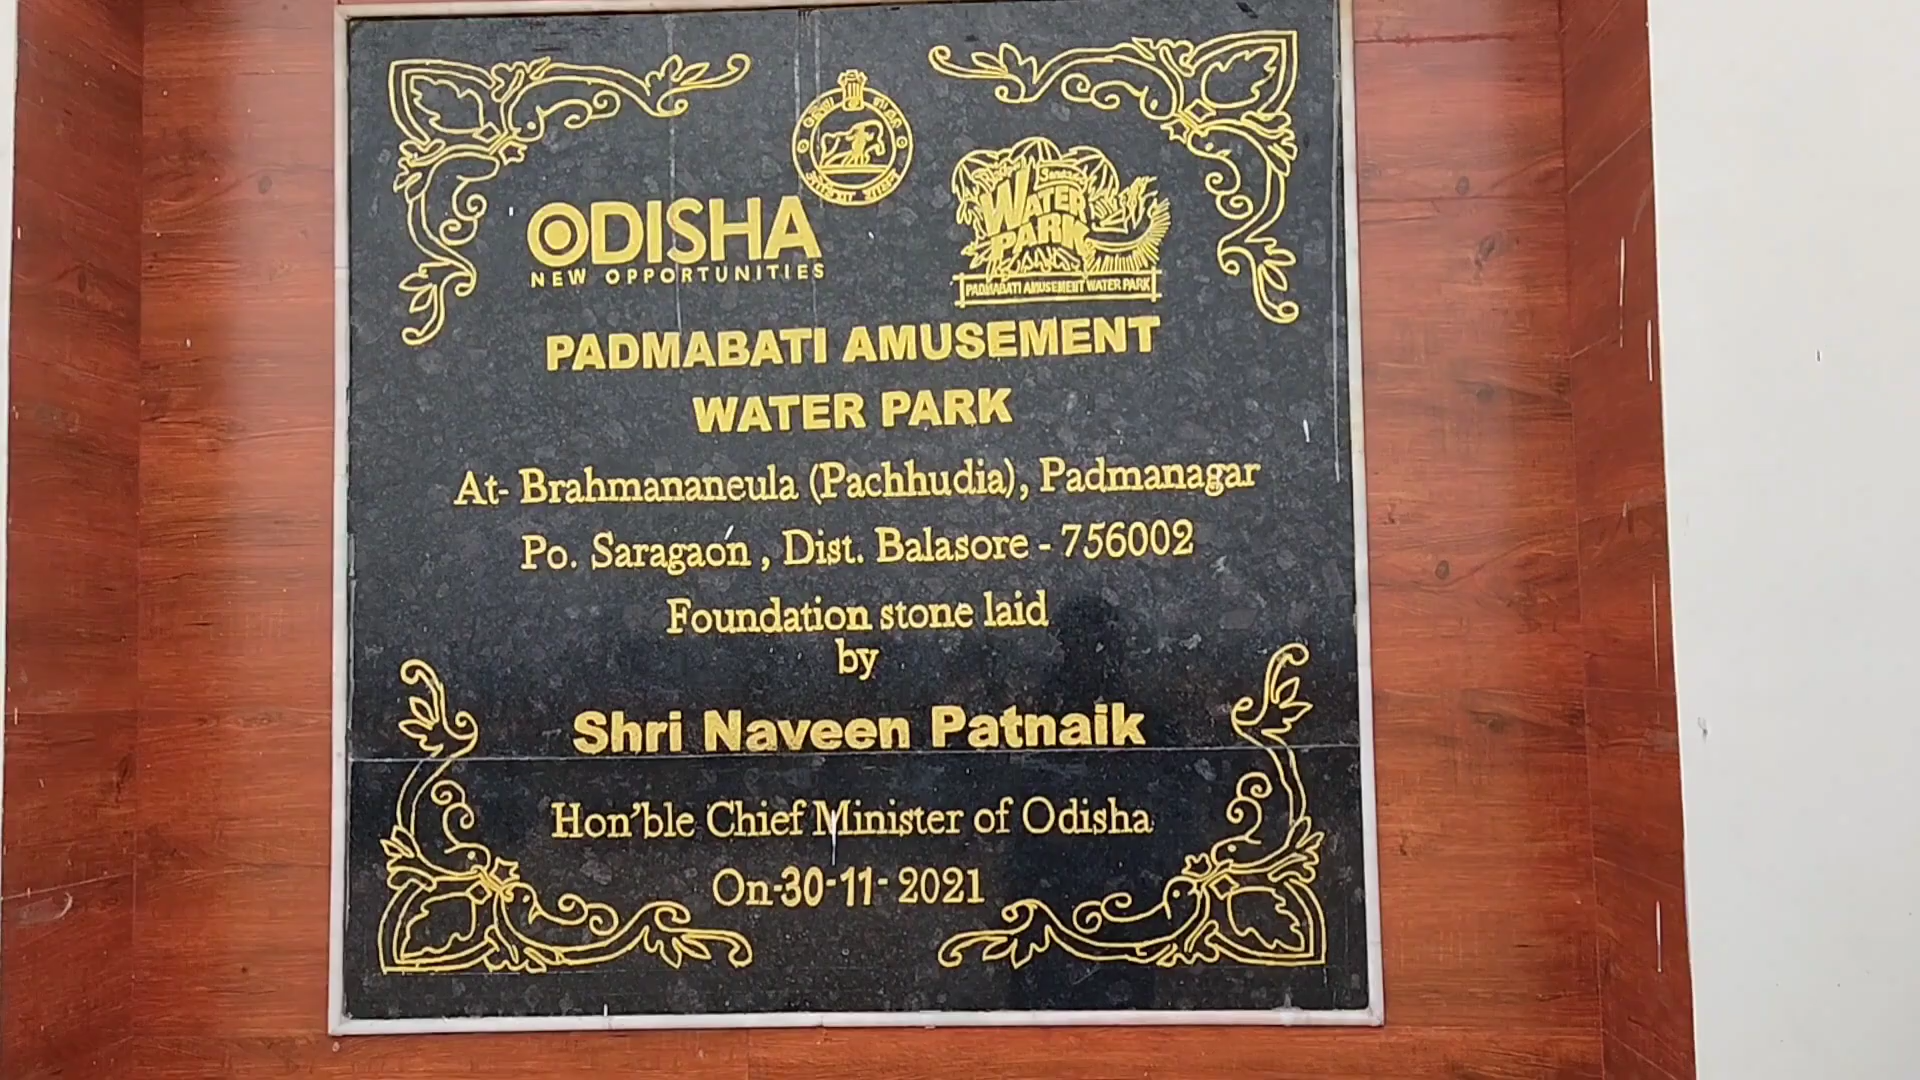 ODISHA
NEW OPPORTUNITIES
WATER
PARK
PADMABATI AMUSEMENT WATER PARK
PADMABATI AMUSEMENT
WATER PARK
At- Brahmananeula (Pachhudia), Padmanagar
Po. Saragaon , Dist. Balasore - 756002
Foundation stone laid
by
Shri Naveen Patnaik
Hon'ble Chief Minister of Odisha
On-30-11- 2021